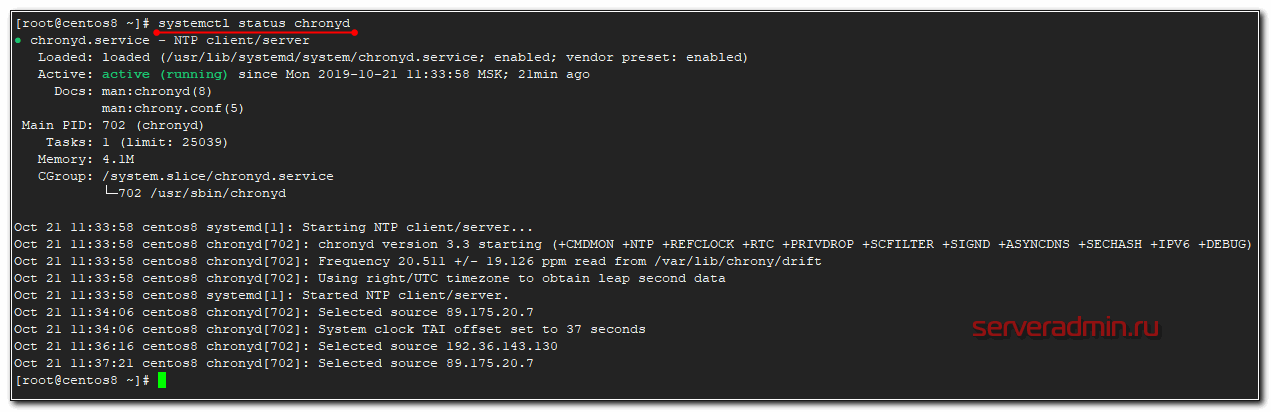 [root@centos8 ~]# systemctl status chronyd
● chronyd.service - NTP client/server
   Loaded: loaded (/usr/lib/systemd/system/chronyd.service; enabled; vendor preset: enabled)
   Active: active (running) since Mon 2019-10-21 11:33:58 MSK; 21min ago
     Docs: man:chronyd(8)
           man:chrony.conf(5)
 Main PID: 702 (chronyd)
    Tasks: 1 (limit: 25039)
   Memory: 4.1M
   CGroup: /system.slice/chronyd.service
           └─702 /usr/sbin/chronyd

Oct 21 11:33:58 centos8 systemd[1]: Starting NTP client/server...
Oct 21 11:33:58 centos8 chronyd[702]: chronyd version 3.3 starting (+CMDMON +NTP +REFCLOCK +RTC +PRIVDROP +SCFILTER +SIGND +ASYNCDNS +SECHASH +IPV6 +DEBUG)
Oct 21 11:33:58 centos8 chronyd[702]: Frequency 20.511 +/- 19.126 ppm read from /var/lib/chrony/drift
Oct 21 11:33:58 centos8 chronyd[702]: Using right/UTC timezone to obtain leap second data
Oct 21 11:33:58 centos8 systemd[1]: Started NTP client/server.
Oct 21 11:34:06 centos8 chronyd[702]: Selected source 89.175.20.7
Oct 21 11:34:06 centos8 chronyd[702]: System clock TAI offset set to 37 seconds
Oct 21 11:36:16 centos8 chronyd[702]: Selected source 192.36.143.130
Oct 21 11:37:21 centos8 chronyd[702]: Selected source 89.175.20.7
[root@centos8 ~]#
serveradmin.ru